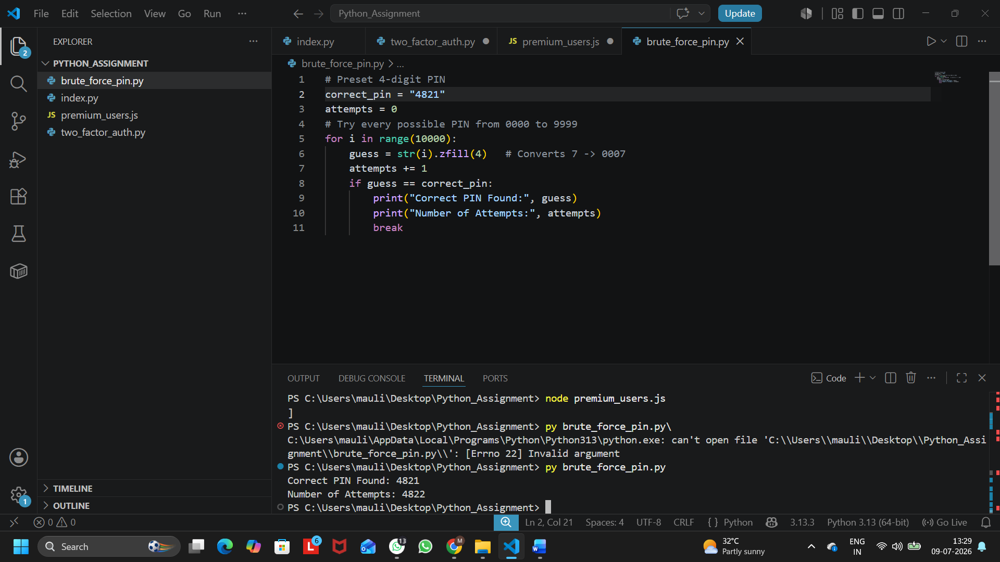 File Edit Selection View Go Run ...
Python_Assignment
Update
EXPLORER
2
PYTHON_ASSIGNMENT
brute_force_pin.py
index.py
JS premium_users.js
two_factor_auth.py
TIMELINE
OUTLINE
1
index.py
two_factor_auth.py
JS premium_users.js
brute_force_pin.py
brute_force_pin.py > ...
1 # Preset 4-digit PIN
2 correct_pin = "4821"
3 attempts = 0
4 # Try every possible PIN from 0000 to 9999
5 for i in range(10000):
6     guess = str(i).zfill(4)   # Converts 7 -> 0007
7     attempts += 1
8     if guess == correct_pin:
9         print("Correct PIN Found:", guess)
10         print("Number of Attempts:", attempts)
11         break
OUTPUT DEBUG CONSOLE TERMINAL PORTS
Code
PS C:\Users\mauli\Desktop\Python_Assignment> node premium_users.js
]
PS C:\Users\mauli\Desktop\Python_Assignment> py brute_force_pin.py\
C:\Users\mauli\AppData\Local\Programs\Python\Python313\python.exe: can't open file 'C:\\Users\\mauli\\Desktop\\Python_Assi
gnment\\brute_force_pin.py\\': [Errno 22] Invalid argument
PS C:\Users\mauli\Desktop\Python_Assignment> py brute_force_pin.py
Correct PIN Found: 4821
Number of Attempts: 4822
PS C:\Users\mauli\Desktop\Python_Assignment>
0 0
Ln 2, Col 21 Spaces: 4 UTF-8 CRLF { } Python 3.13.3 Python 3.13 (64-bit) Go Live
Search
6
13
M
32°C
Partly sunny
ENG
IN
13:29
09-07-2026